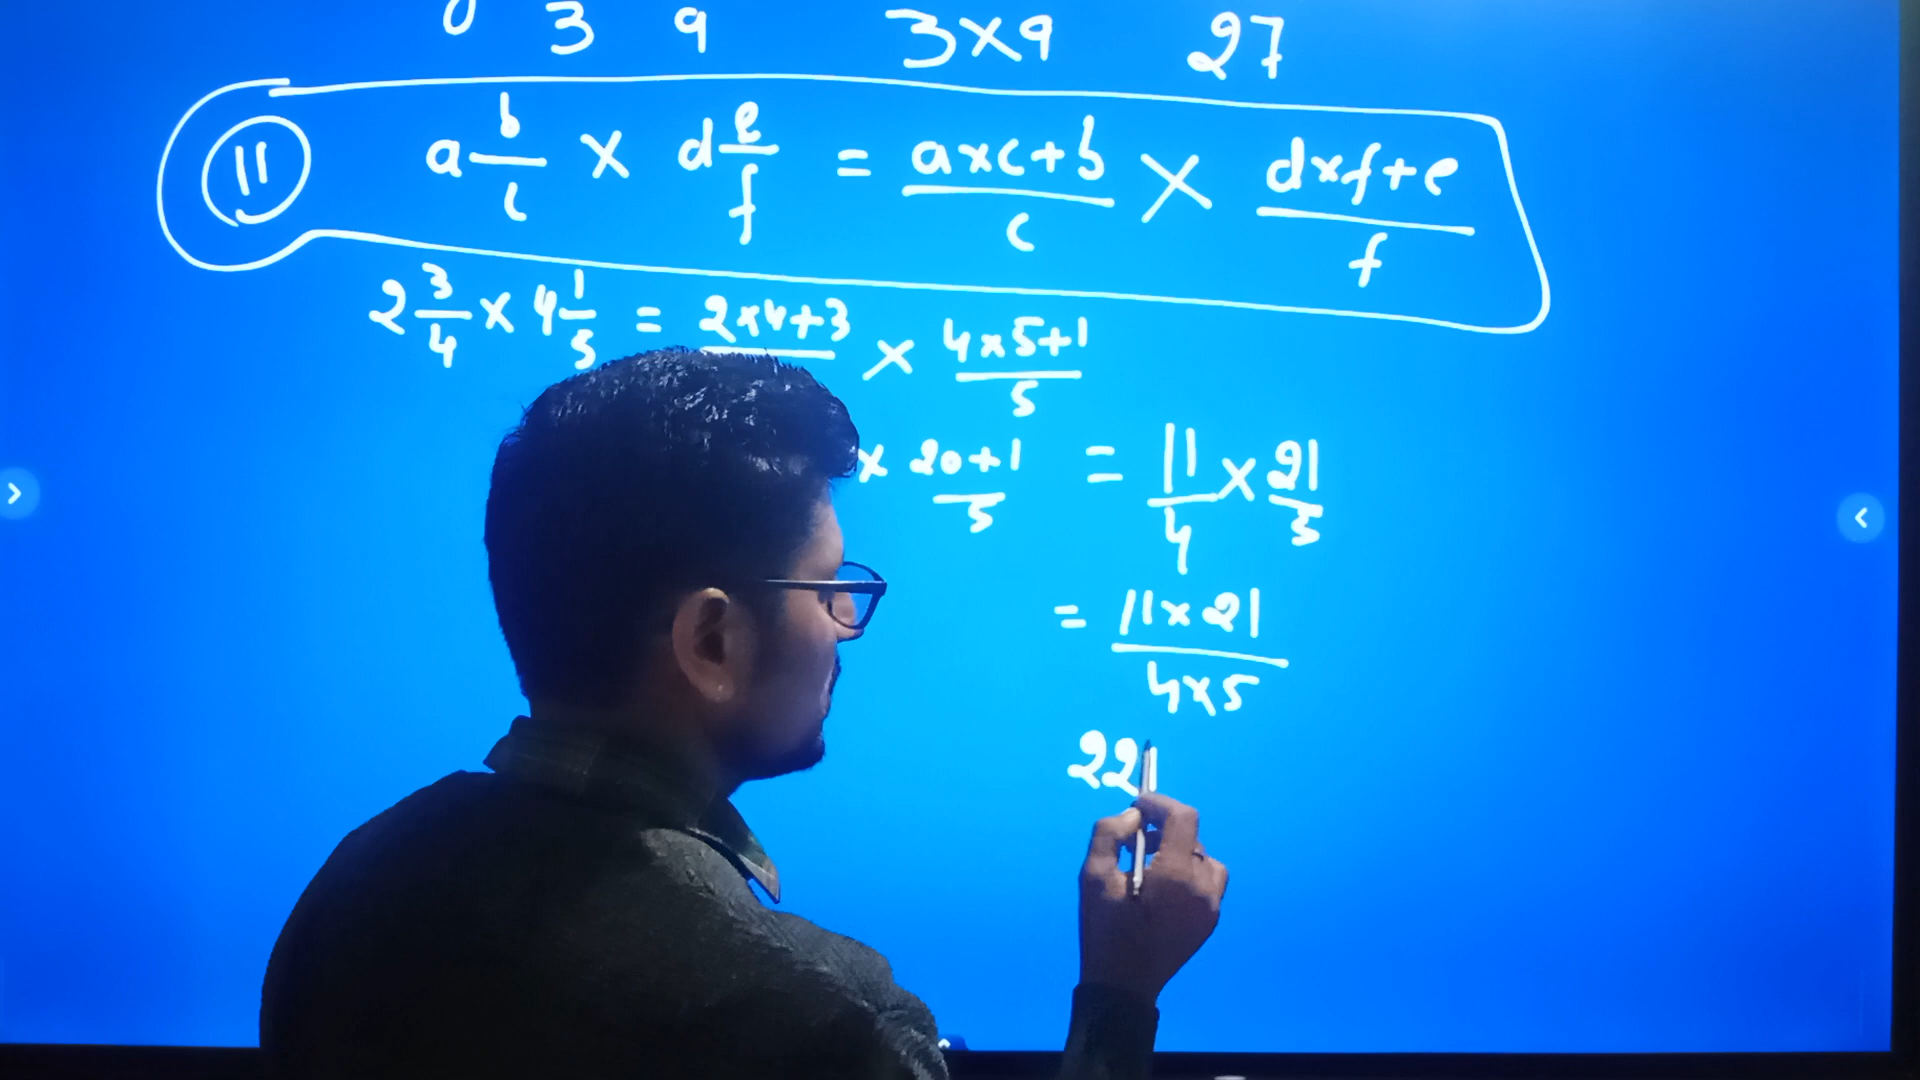 3 9 3×9 27
11 a b/c × d e/f = a×c+b/c × d×f+e/f
2 3/4 × 4 1/5 = 2×4+3 × 4×5+1/5
× 20+1/5 = 11/4 × 21/5
= 11×21/4×5
22